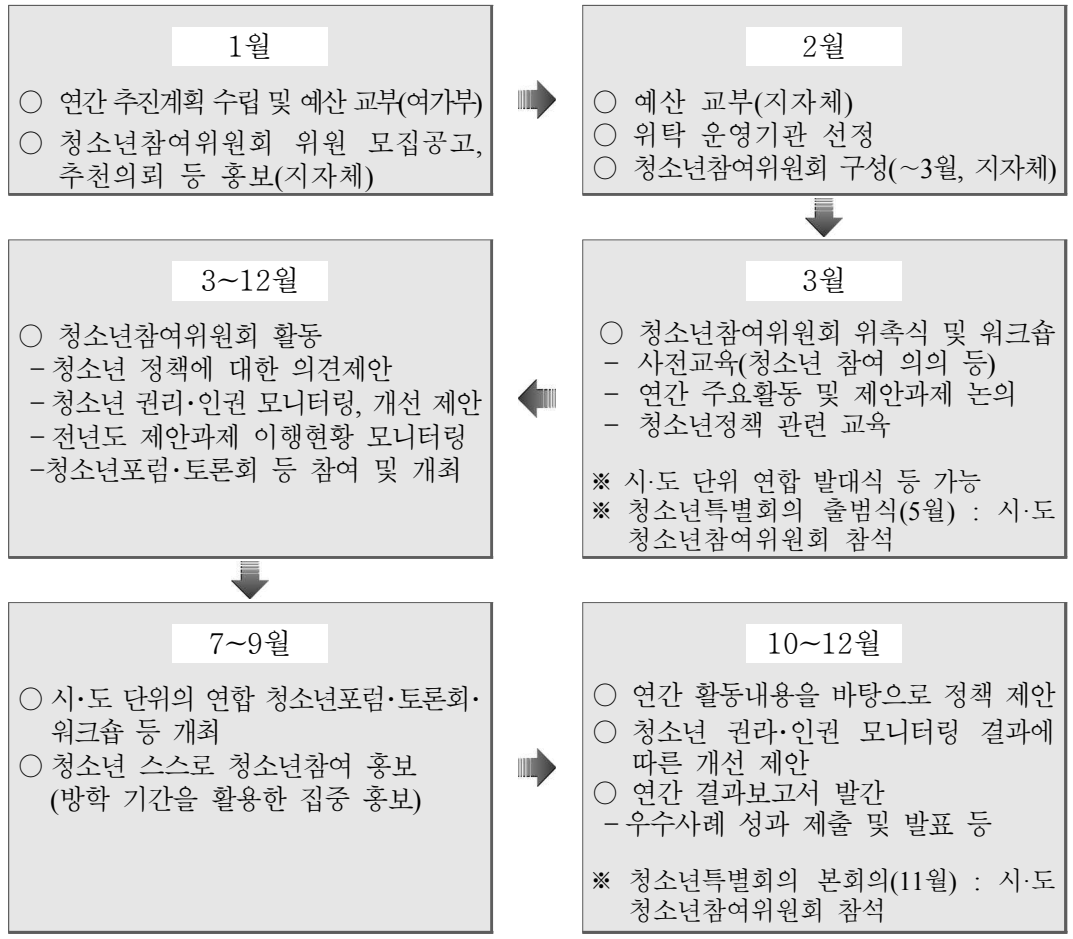 1월
○ 연간 추진계획 수립 및 예산 교부(여가부)
○ 청소년참여위원회 위원 모집공고,
추천의뢰 등 홍보(지자체)
2월
○ 예산 교부(지자체)
○ 위탁 운영기관 선정
○ 청소년참여위원회 구성(~3월, 지자체)
3월
○ 청소년참여위원회 위촉식 및 워크숍
- 사전교육(청소년 참여 의의 등)
- 연간 주요활동 및 제안과제 논의
- 청소년정책 관련 교육
※ 시·도 단위 연합 발대식 등 가능
※ 청소년특별회의 출범식(5월) : 시·도
청소년참여위원회 참석
3~12월
○ 청소년참여위원회 활동
- 청소년 정책에 대한 의견제안
- 청소년 권리·인권 모니터링, 개선 제안
- 전년도 제안과제 이행현황 모니터링
-청소년포럼·토론회 등 참여 및 개최
7~9월
○ 시·도 단위의 연합 청소년포럼·토론회·
워크숍 등 개최
○ 청소년 스스로 청소년참여 홍보
(방학 기간을 활용한 집중 홍보)
10~12월
○ 연간 활동내용을 바탕으로 정책 제안
○ 청소년 권라·인권 모니터링 결과에
따른 개선 제안
○ 연간 결과보고서 발간
- 우수사례 성과 제출 및 발표 등
※ 청소년특별회의 본회의(11월) : 시·도
청소년참여위원회 참석